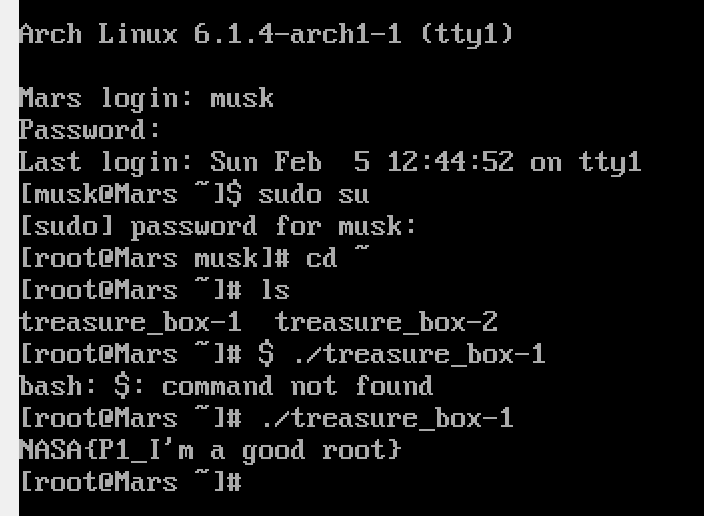 Arch Linux 6.1.4-arch1-1 (tty1)
Mars login: musk
Password:
Last login: Sun Feb  5 12:44:52 on tty1
[musk@Mars ~]$ sudo su
[sudo] password for musk:
[root@Mars musk]# cd ~
[root@Mars ~]# ls
treasure_box-1  treasure_box-2
[root@Mars ~]# $ ./treasure_box-1
bash: $: command not found
[root@Mars ~]# ./treasure_box-1
NASA{P1_I'm a good root}
[root@Mars ~]#